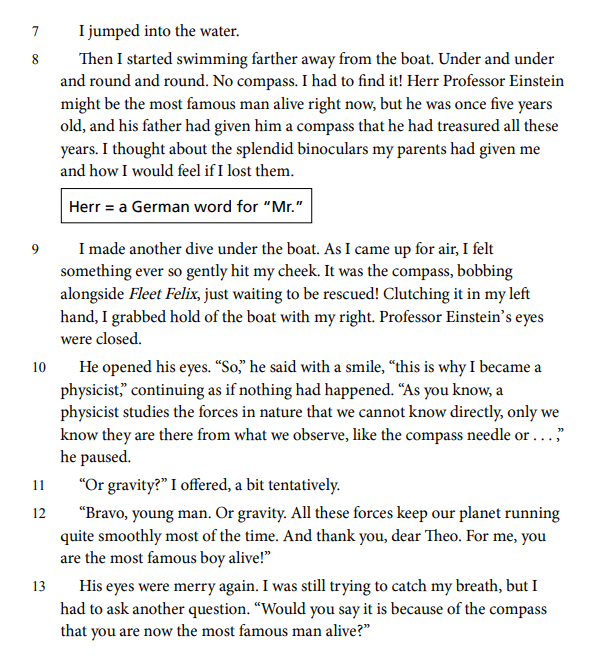 7 I jumped into the water.
8 Then I started swimming farther away from the boat. Under and under
and round and round. No compass. I had to find it! Herr Professor Einstein
might be the most famous man alive right now, but he was once five years
old, and his father had given him a compass that he had treasured all these
years. I thought about the splendid binoculars my parents had given me
and how I would feel if I lost them.
Herr = a German word for “Mr.”
9 I made another dive under the boat. As I came up for air, I felt
something ever so gently hit my cheek. It was the compass, bobbing
alongside Fleet Felix, just waiting to be rescued! Clutching it in my left
hand, I grabbed hold of the boat with my right. Professor Einstein’s eyes
were closed.
10 He opened his eyes. “So,” he said with a smile, “this is why I became a
physicist,” continuing as if nothing had happened. “As you know, a
physicist studies the forces in nature that we cannot know directly, only we
know they are there from what we observe, like the compass needle or . . . ,”
he paused.
11 “Or gravity?” I offered, a bit tentatively.
12 “Bravo, young man. Or gravity. All these forces keep our planet running
quite smoothly most of the time. And thank you, dear Theo. For me, you
are the most famous boy alive!”
13 His eyes were merry again. I was still trying to catch my breath, but I
had to ask another question. “Would you say it is because of the compass
that you are now the most famous man alive?”